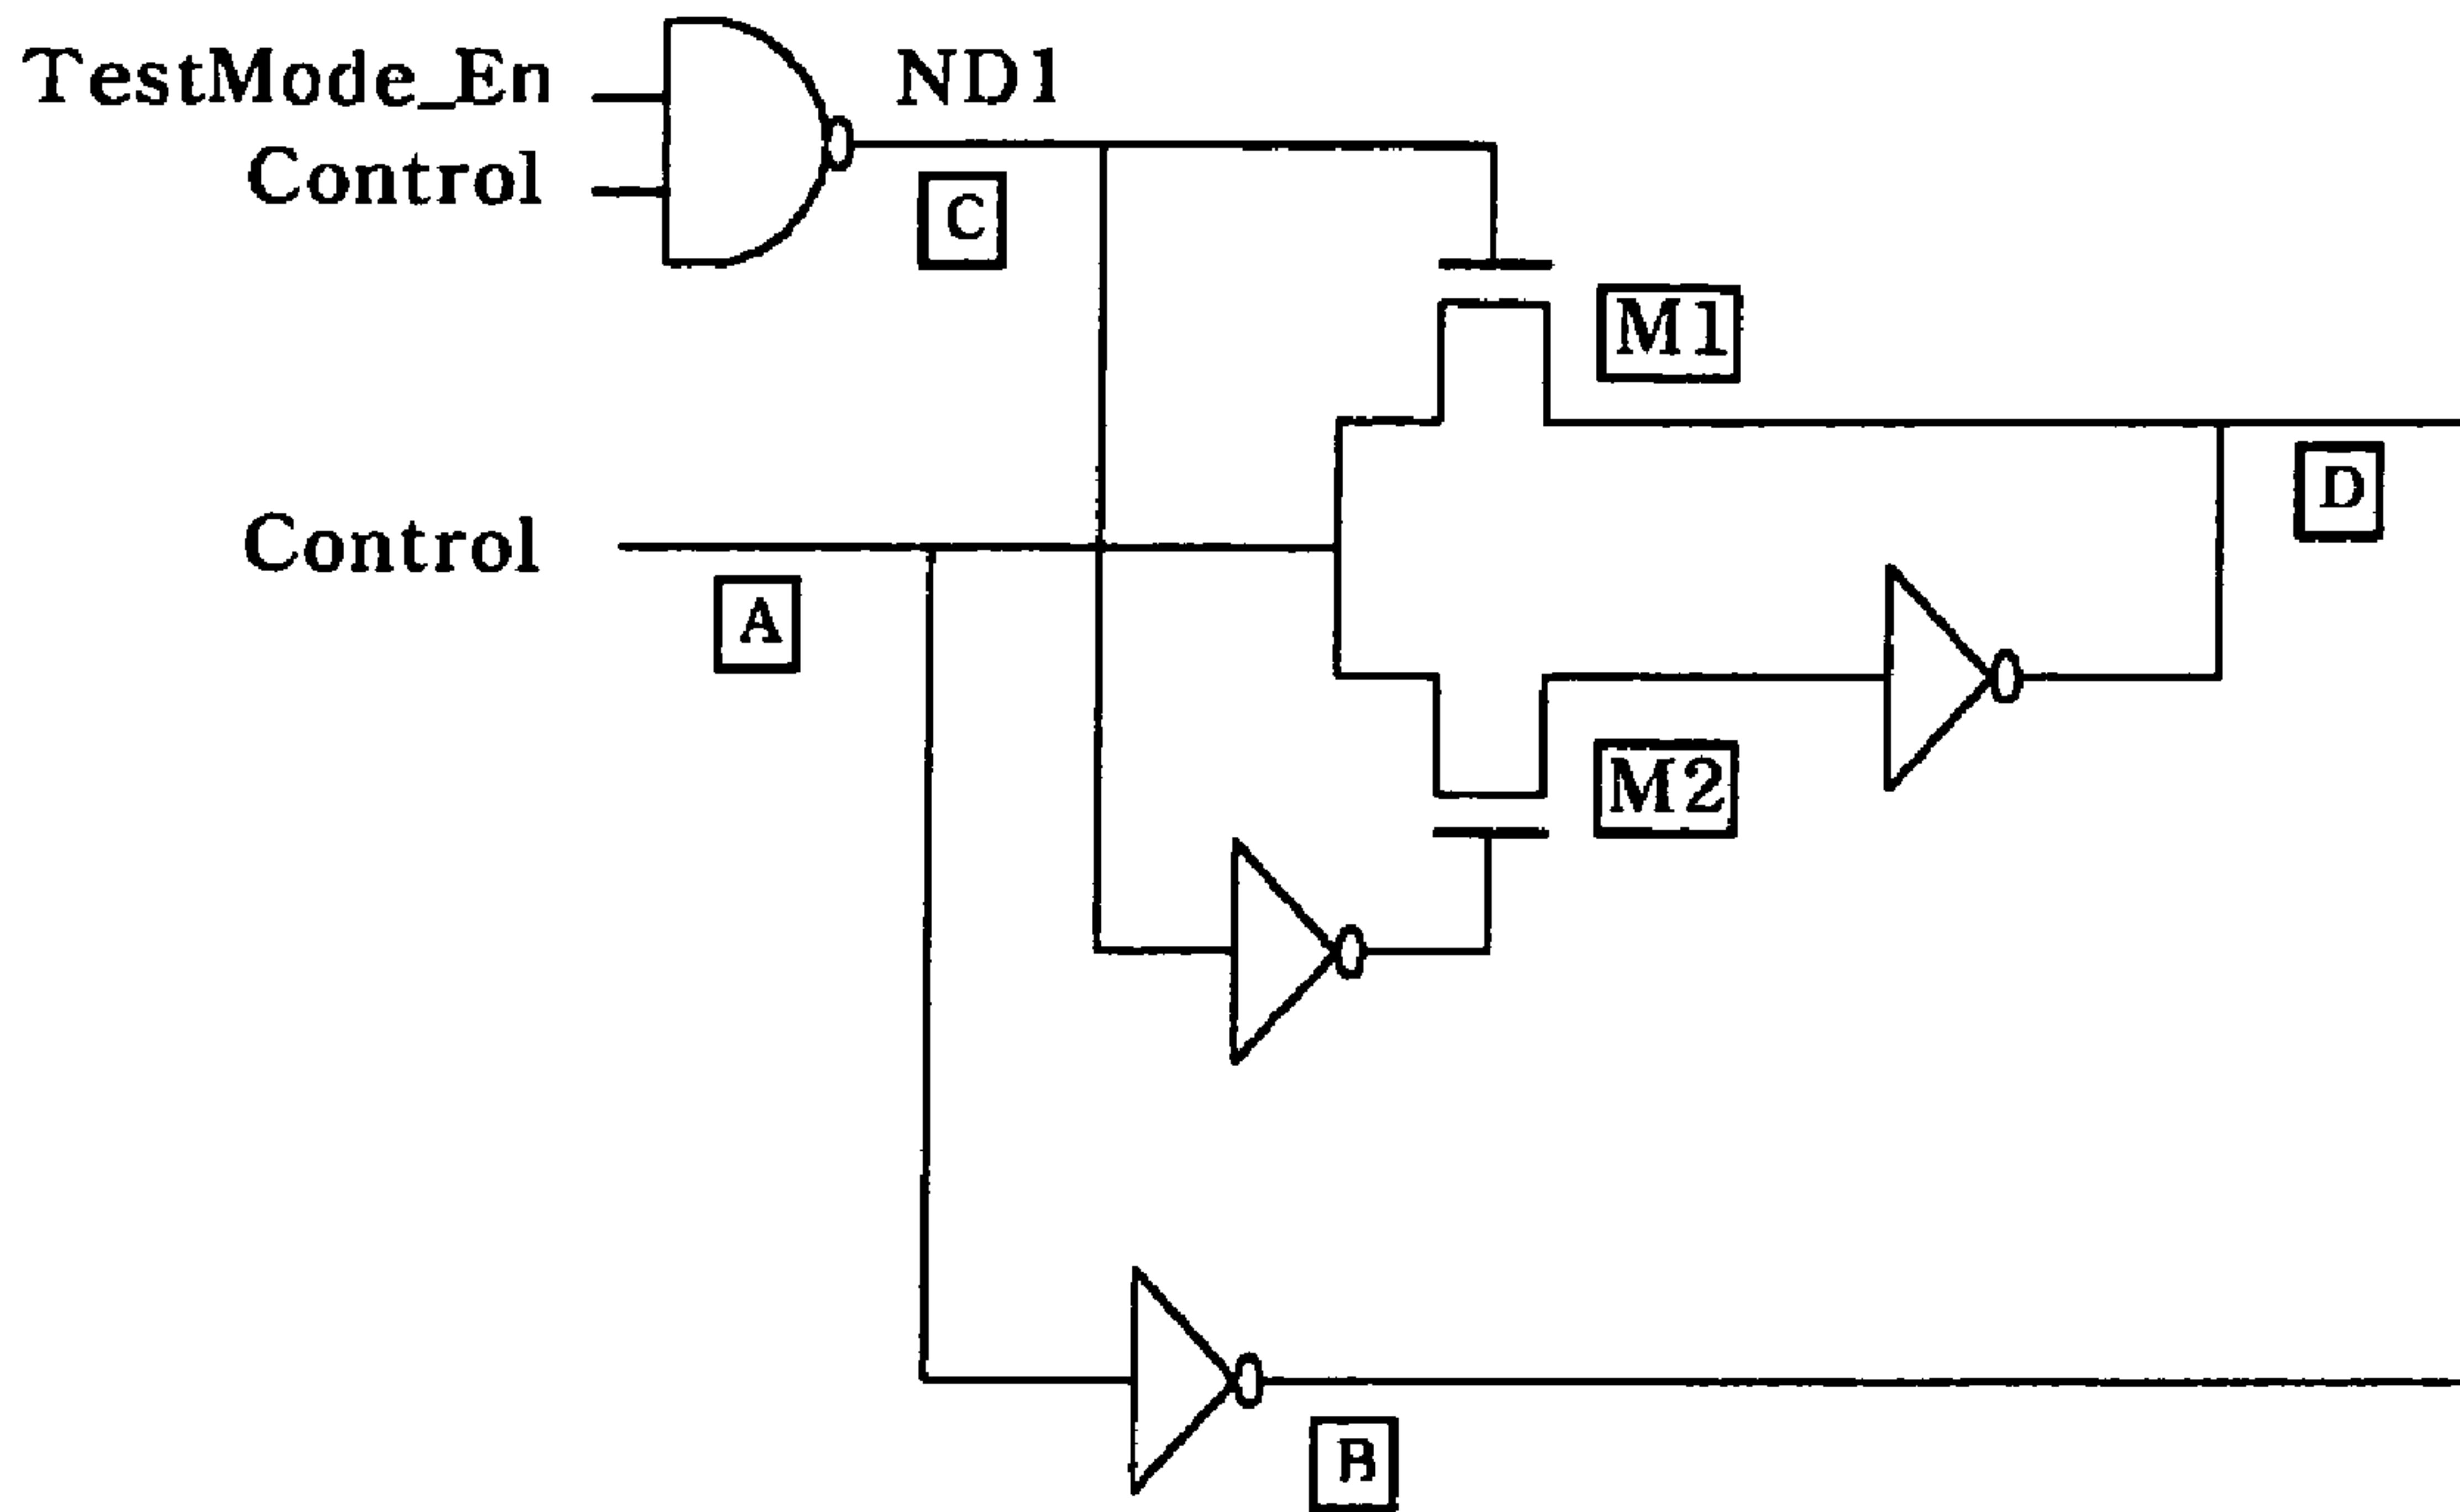 TestMode_En
ND1
Control
C
M1
D
Control
A
M2
B